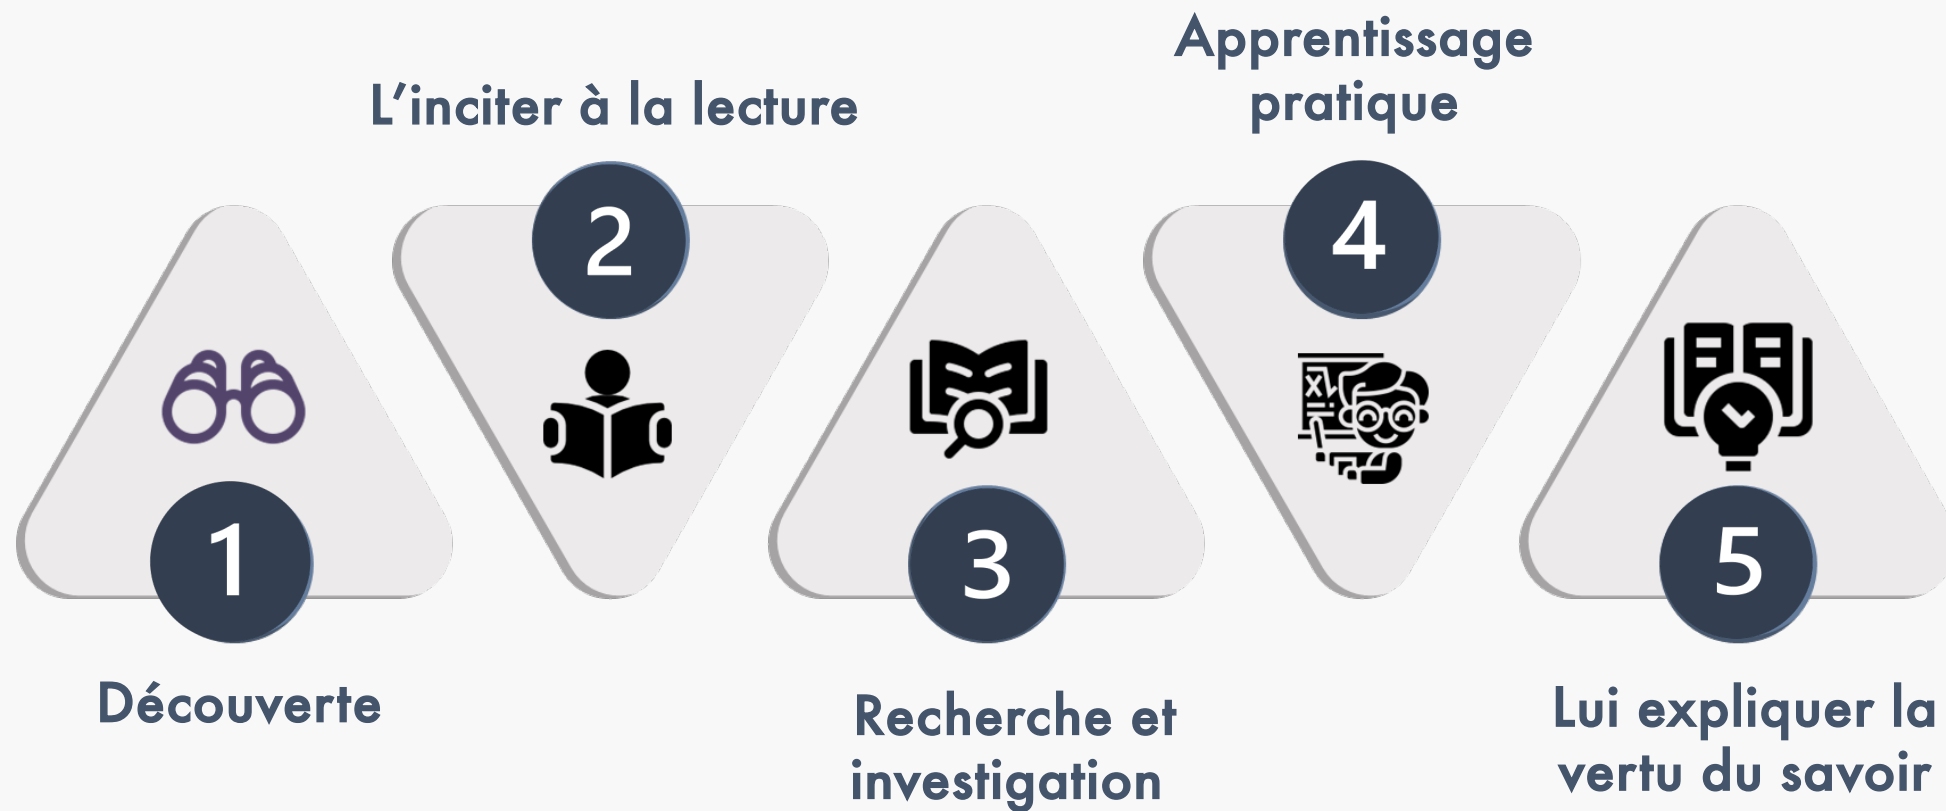 1
Découverte
L’inciter à la lecture
2
3
Recherche et
investigation
Apprentissage
pratique
4
5
Lui expliquer la
vertu du savoir